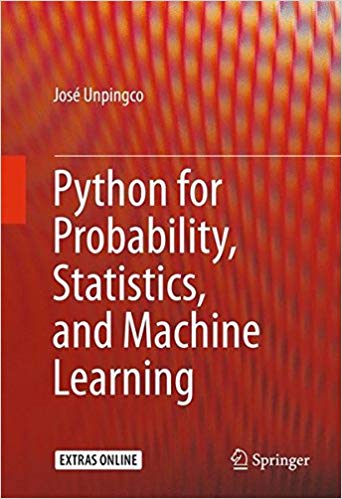 José Unpingco
Python for
Probability,
Statistics,
and Machine
Learning
EXTRAS ONLINE
Springer